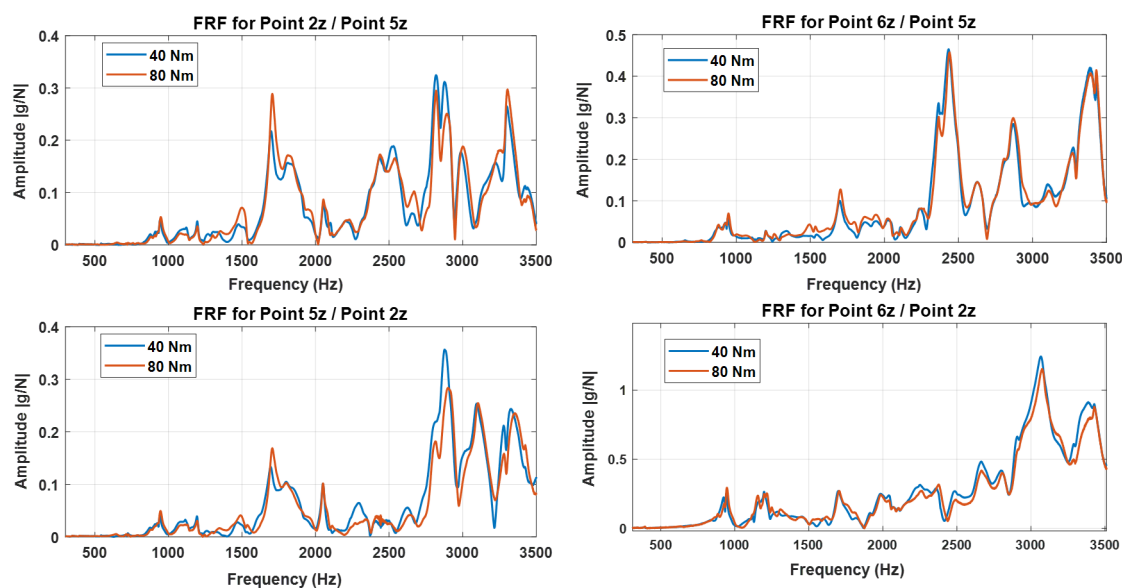 FRF for Point 2z / Point 5z
Amplitude |g/N|
0.4
0.3
0.2
0.1
0
40 Nm
80 Nm
500 1000 1500 2000 2500 3000 3500
Frequency (Hz)
FRF for Point 6z / Point 5z
Amplitude |g/N|
0.5
0.4
0.3
0.2
0.1
0
40 Nm
80 Nm
500 1000 1500 2000 2500 3000 3500
Frequency (Hz)
FRF for Point 5z / Point 2z
Amplitude |g/N|
0.4
0.3
0.2
0.1
0
40 Nm
80 Nm
500 1000 1500 2000 2500 3000 3500
Frequency (Hz)
FRF for Point 6z / Point 2z
Amplitude |g/N|
1
0.5
0
40 Nm
80 Nm
500 1000 1500 2000 2500 3000 3500
Frequency (Hz)